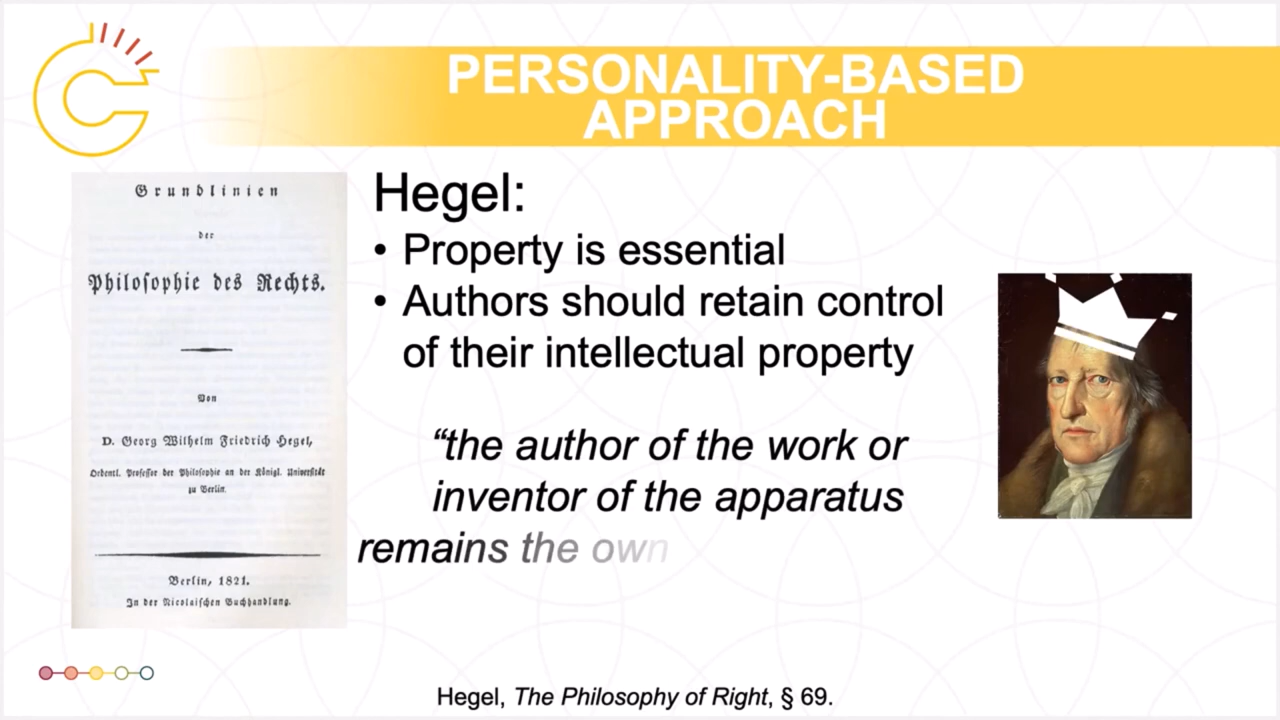 PERSONALITY-BASED
APPROACH
Grundlinien
der
Philoſophie des Rechts.
Von
D. Georg Wilhelm Friedrich Hegel,
Ordentl. Profeſſor der Philoſophie an der Königl. Univerſität
zu Berlin.
Berlin, 1821.
In der Nicolaiſchen Buchhandlung.
Hegel:
• Property is essential
• Authors should retain control
of their intellectual property
“the author of the work or
inventor of the apparatus
remains the own
Hegel, The Philosophy of Right, § 69.